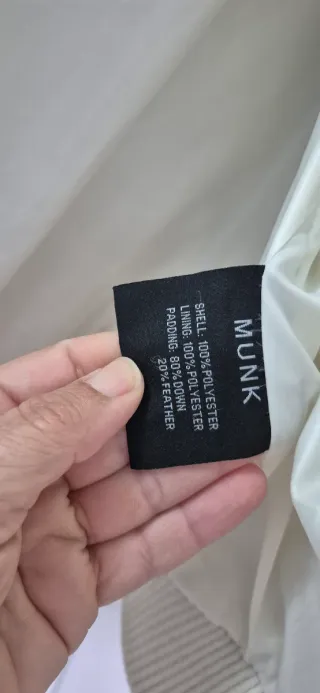 MUNK
SHELL: 100% POLYESTER
LINING: 100% POLYESTER
PADDING: 80% DOWN
20% FEATHER